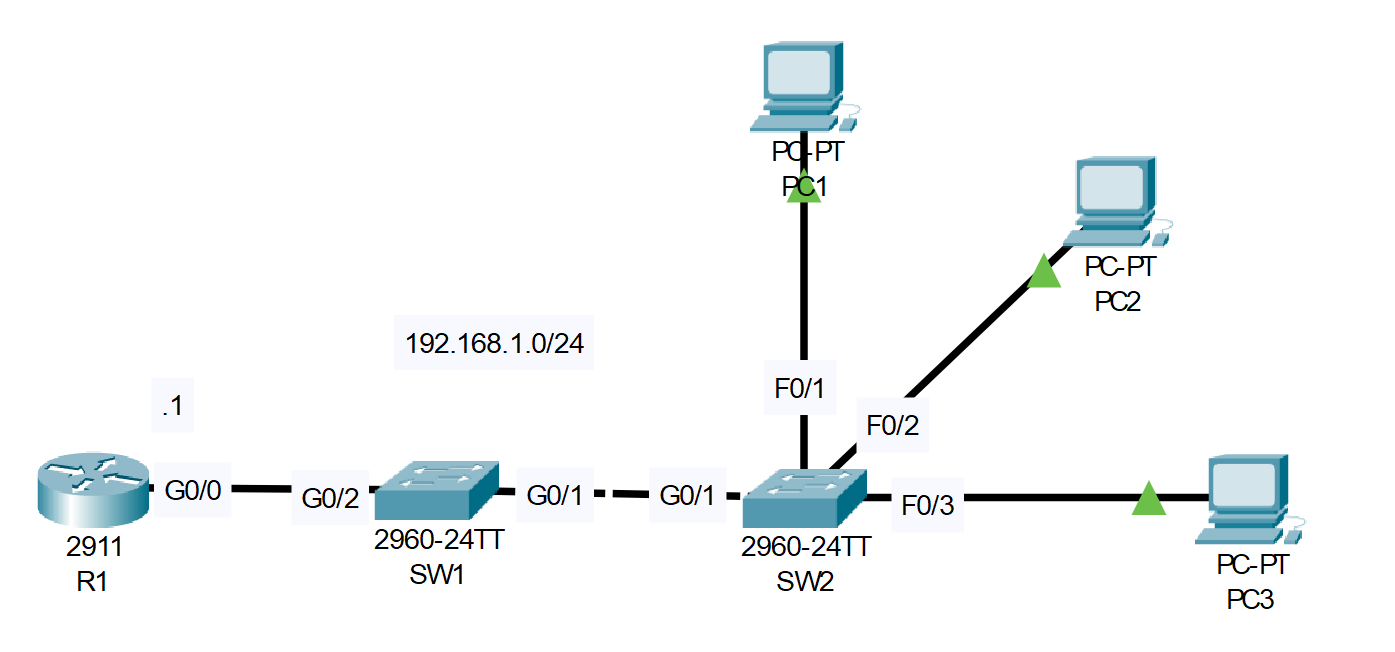 PC-PT
PC1
PC-PT
PC2
192.168.1.0/24
.1
F0/1
F0/2
G0/0
G0/2
G0/1
G0/1
F0/3
2911
R1
2960-24TT
SW1
2960-24TT
SW2
PC-PT
PC3